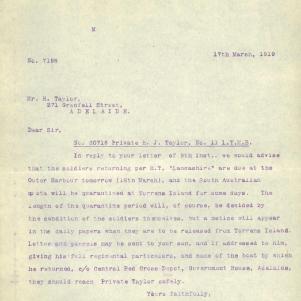 M
17th March, 1919
No. 7198
Mr. H. Taylor,
271 Grenfell Street,
ADELAIDE.
Dear Sir,
No. 20718 Private H. J. Taylor, No. 11 L.T.M.B.
In reply to your letter of 9th inst., we would advise
that the soldiers returning per H.T. "Lancashire" are due at the
Outer Harbour tomorrow (18th March), and the South Australian
quota will be quarantined at Torrens Island for some days. The
length of the quarantine period will, of course, be decided by
the condition of the soldiers themselves, but a notice will appear
in the daily papers when they are to be released from Torrens Island.
Letters and parcels may be sent to your son, and if addressed to him,
giving his full regimental particulars, and name of the boat by which
he returned, c/o Central Red Cross Depot, Government House, Adelaide,
they should reach Private Taylor safely.
Yours faithfully,